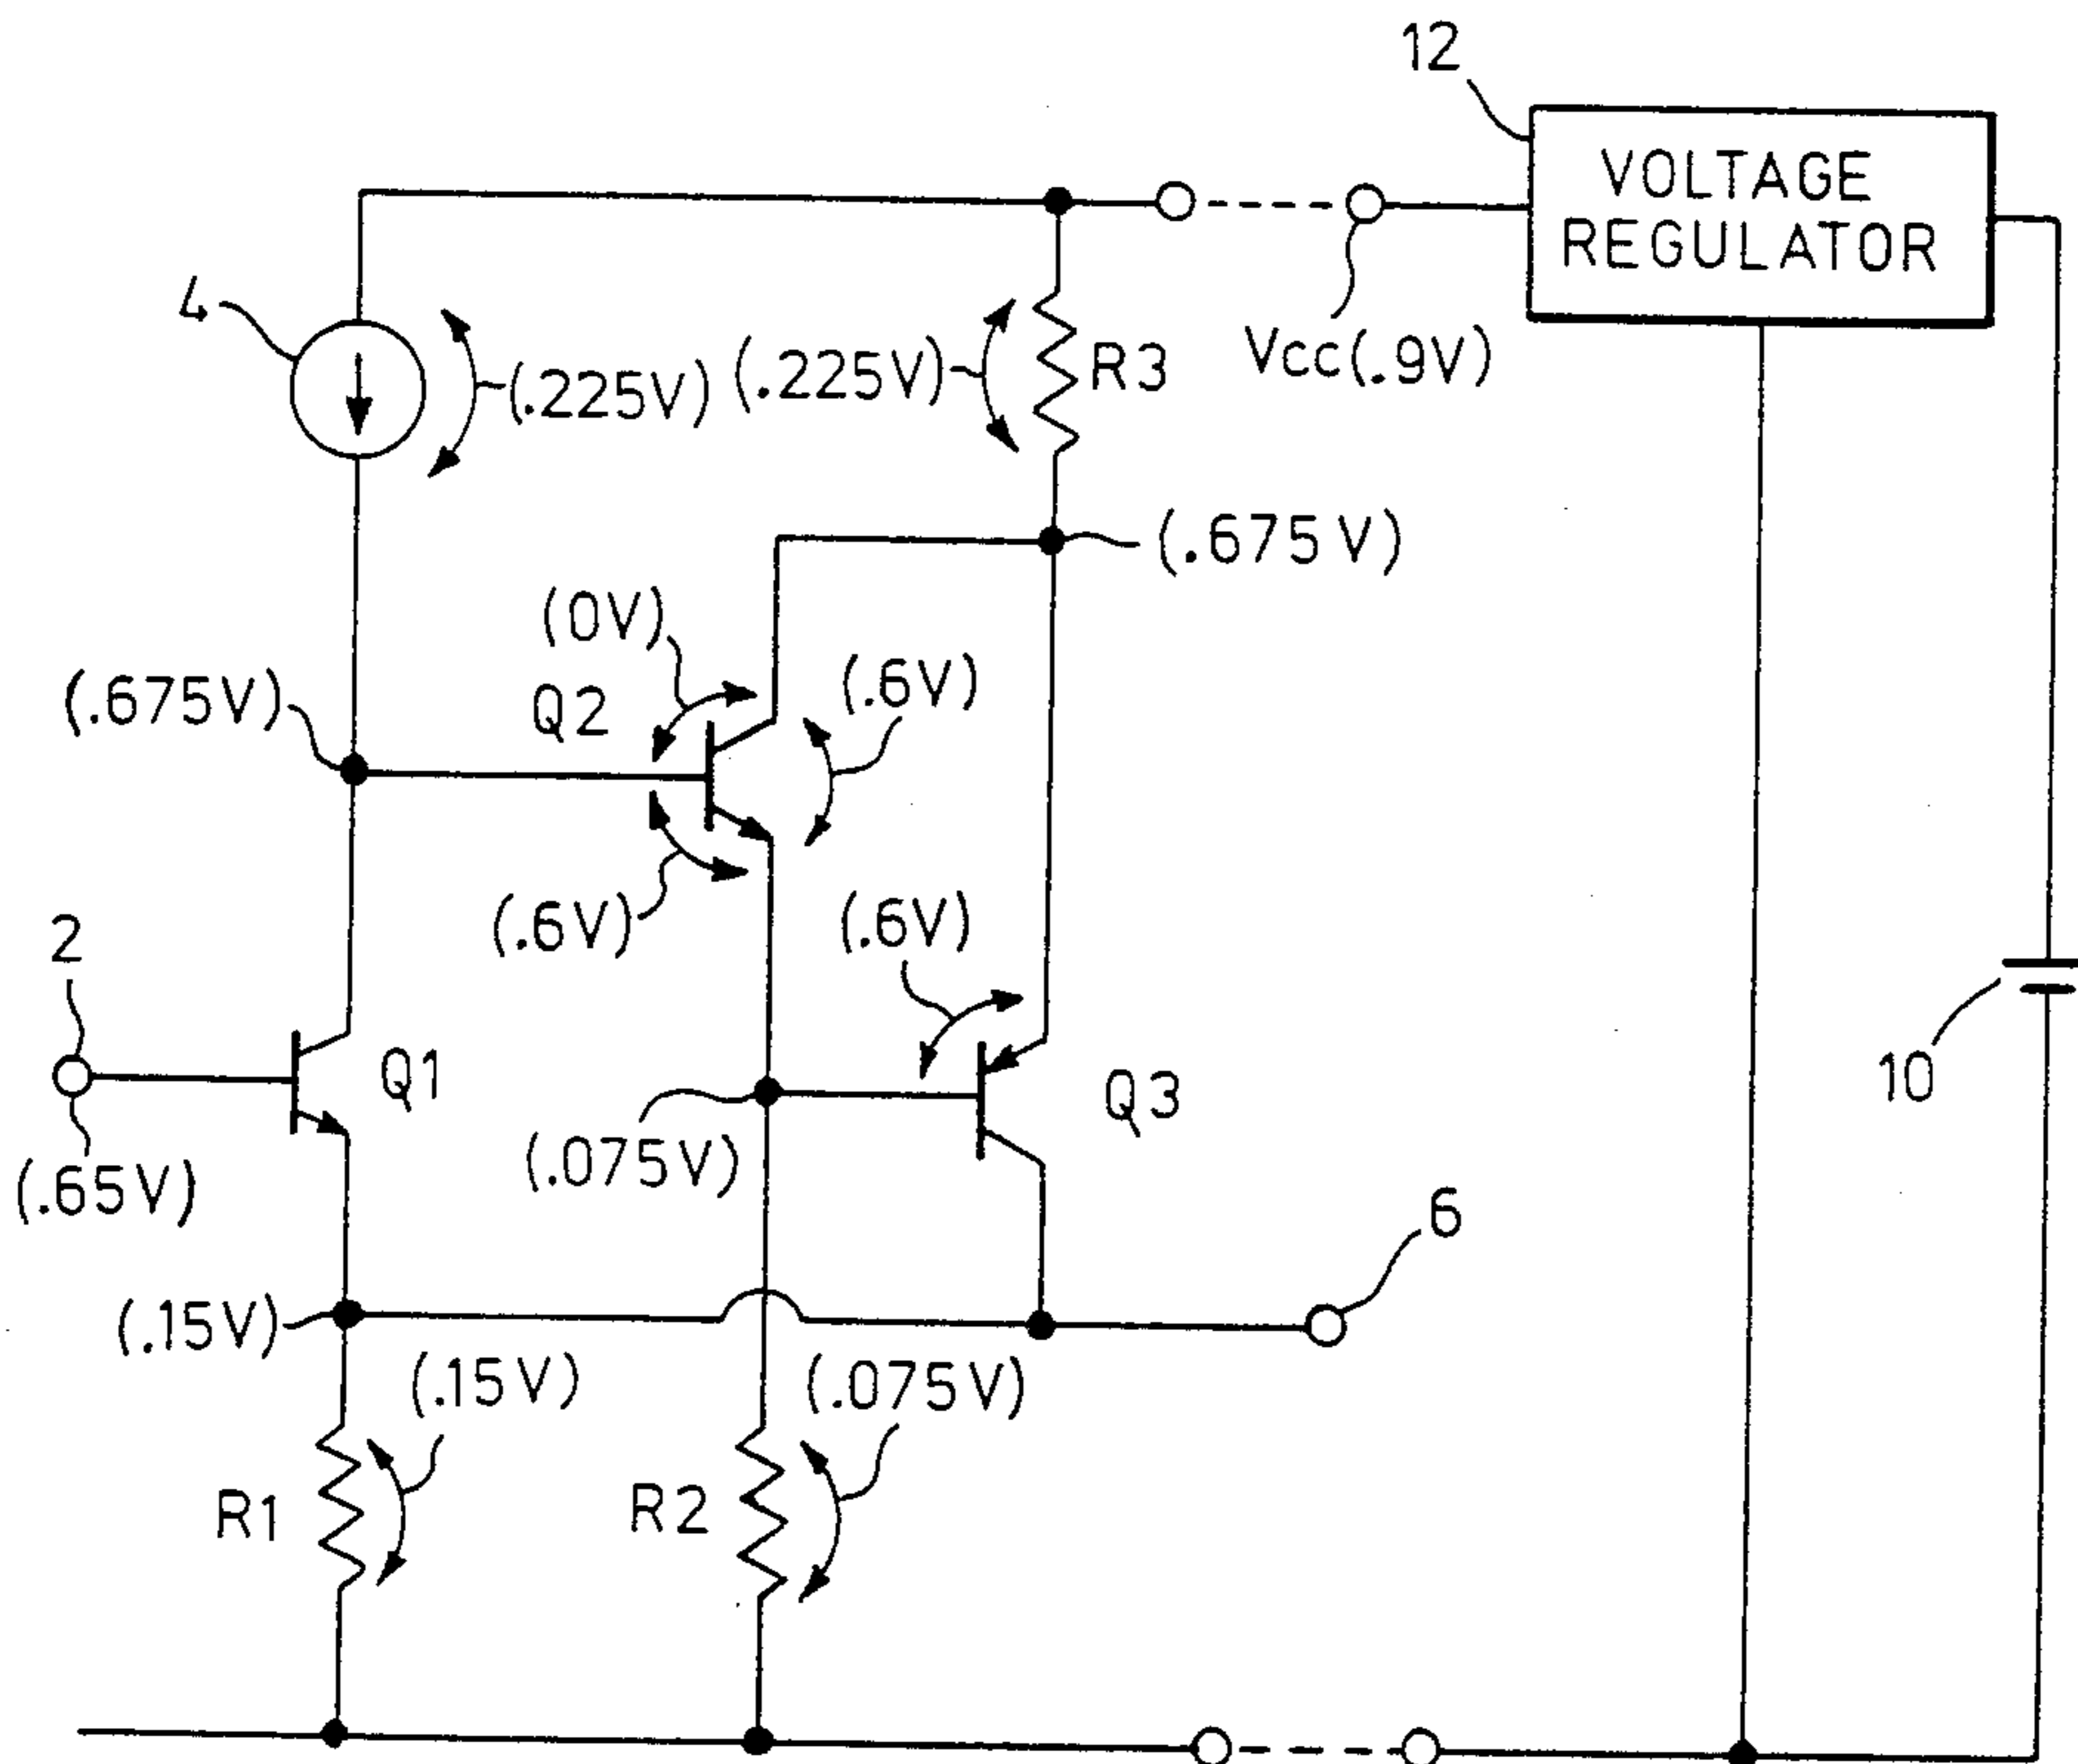 12
VOLTAGE
REGULATOR
4
(.225V)
(.225V)
R3
Vcc(.9V)
(.675V)
(0V)
(.675V)
Q2
(.6V)
(.6V)
(.6V)
2
Q1
Q3
10
(.65V)
(.075V)
6
(.15V)
(.15V)
(.075V)
R1
R2